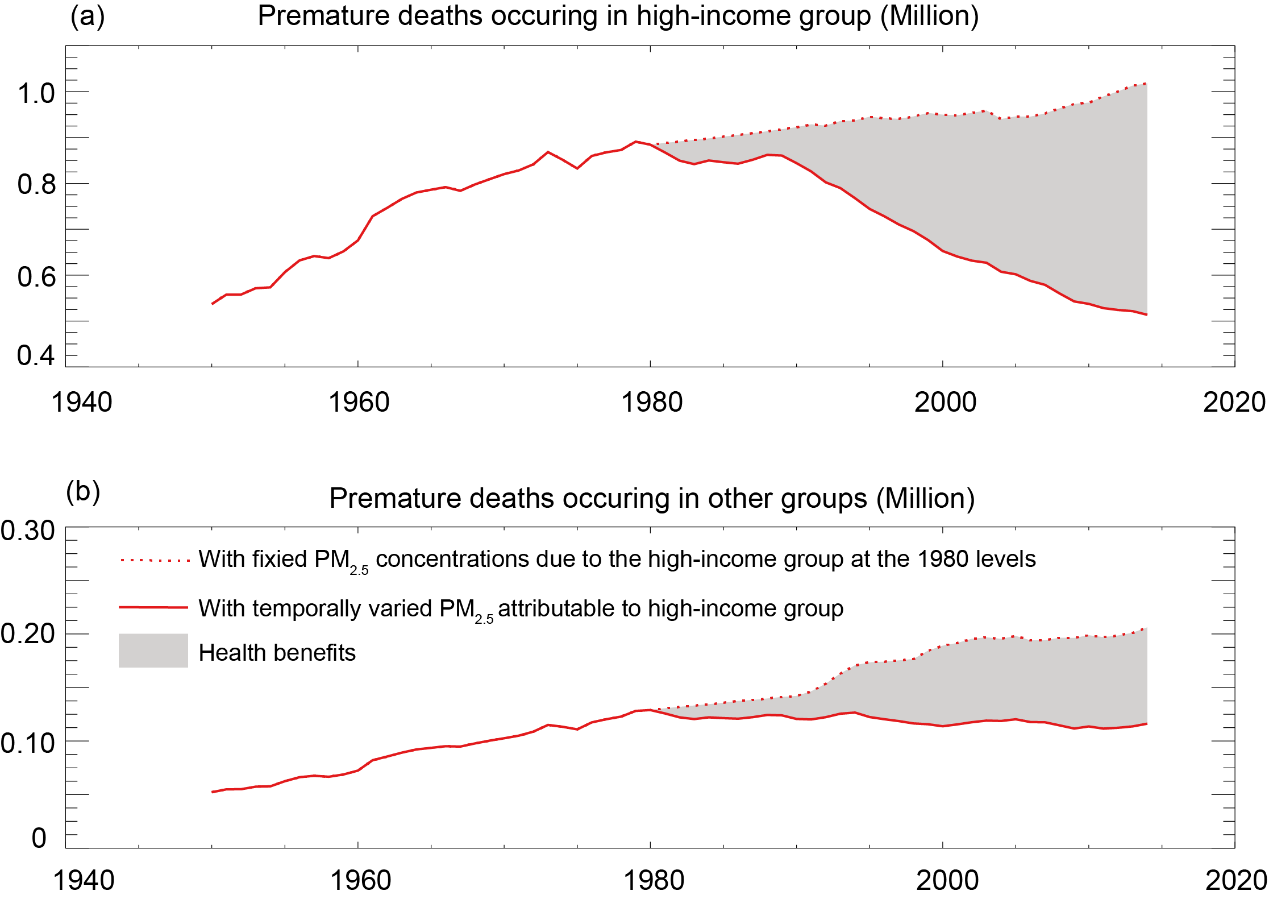 (a) Premature deaths occuring in high-income group (Million)
1.0
0.8
0.6
0.4
1940 1960 1980 2000 2020
(b) Premature deaths occuring in other groups (Million)
0.30
With fixied PM2.5 concentrations due to the high-income group at the 1980 levels
With temporally varied PM2.5 attributable to high-income group
0.20
Health benefits
0.10
0
1940 1960 1980 2000 2020